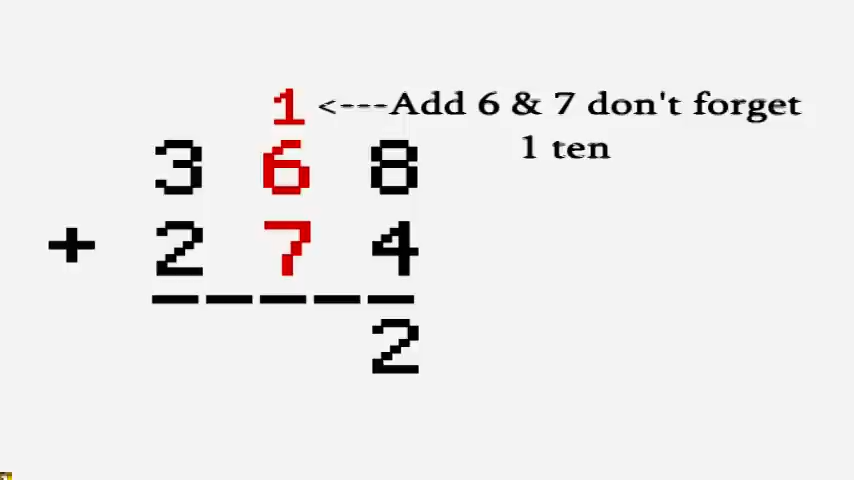 1 <---Add 6 & 7 don't forget
1 ten
3 6 8
+ 2 7 4
_ _ _ _ _
2